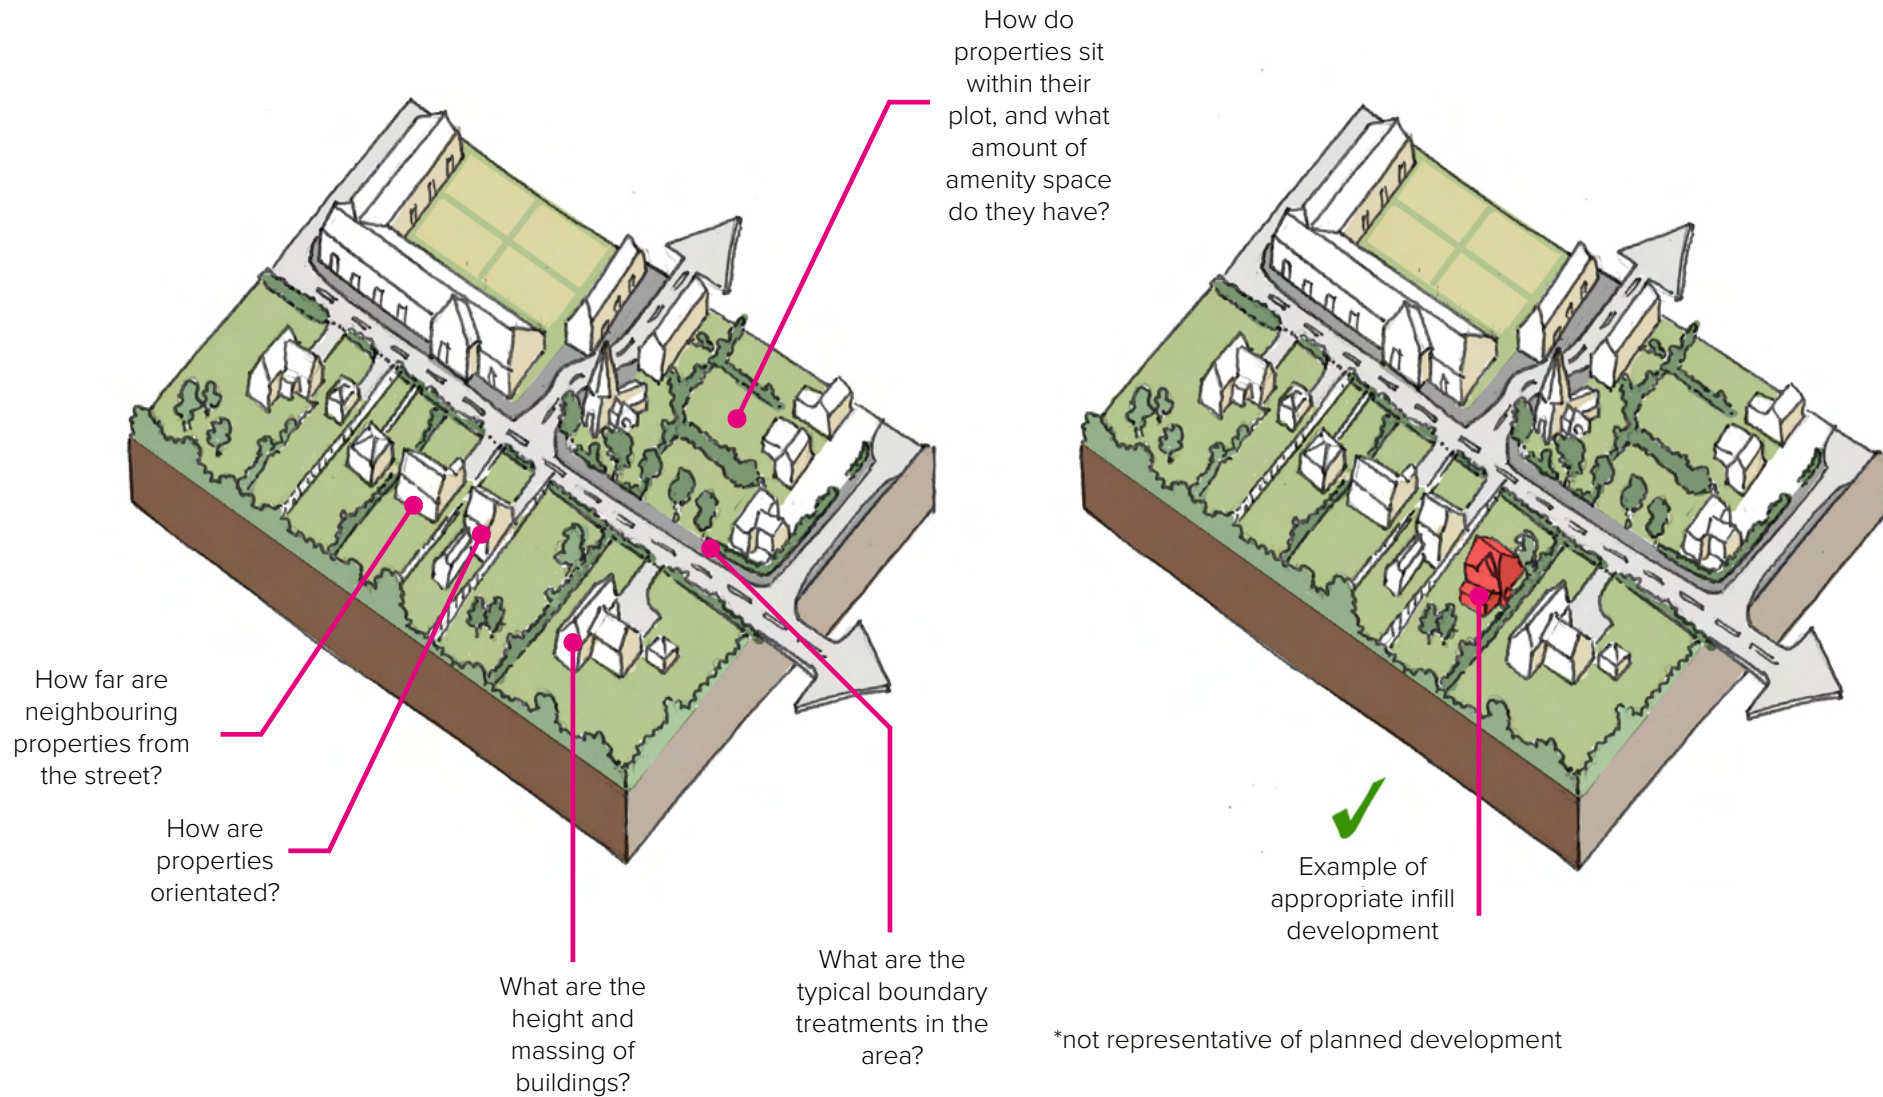 How do
properties sit
within their
plot, and what
amount of
amenity space
do they have?
How far are
neighbouring
properties from
the street?
How are
properties
orientated?
What are the
height and
massing of
buildings?
What are the
typical boundary
treatments in the
area?
Example of
appropriate infill
development
*not representative of planned development